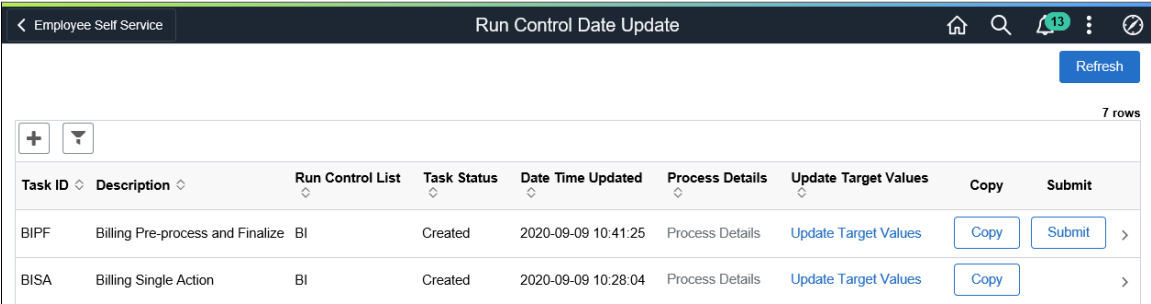 Employee Self Service Run Control Date Update 13
Refresh
7 rows
Task ID Description Run Control List Task Status Date Time Updated Process Details Update Target Values Copy Submit
BIPF Billing Pre-process and Finalize BI Created 2020-09-09 10:41:25 Process Details Update Target Values Copy Submit
BISA Billing Single Action BI Created 2020-09-09 10:28:04 Process Details Update Target Values Copy